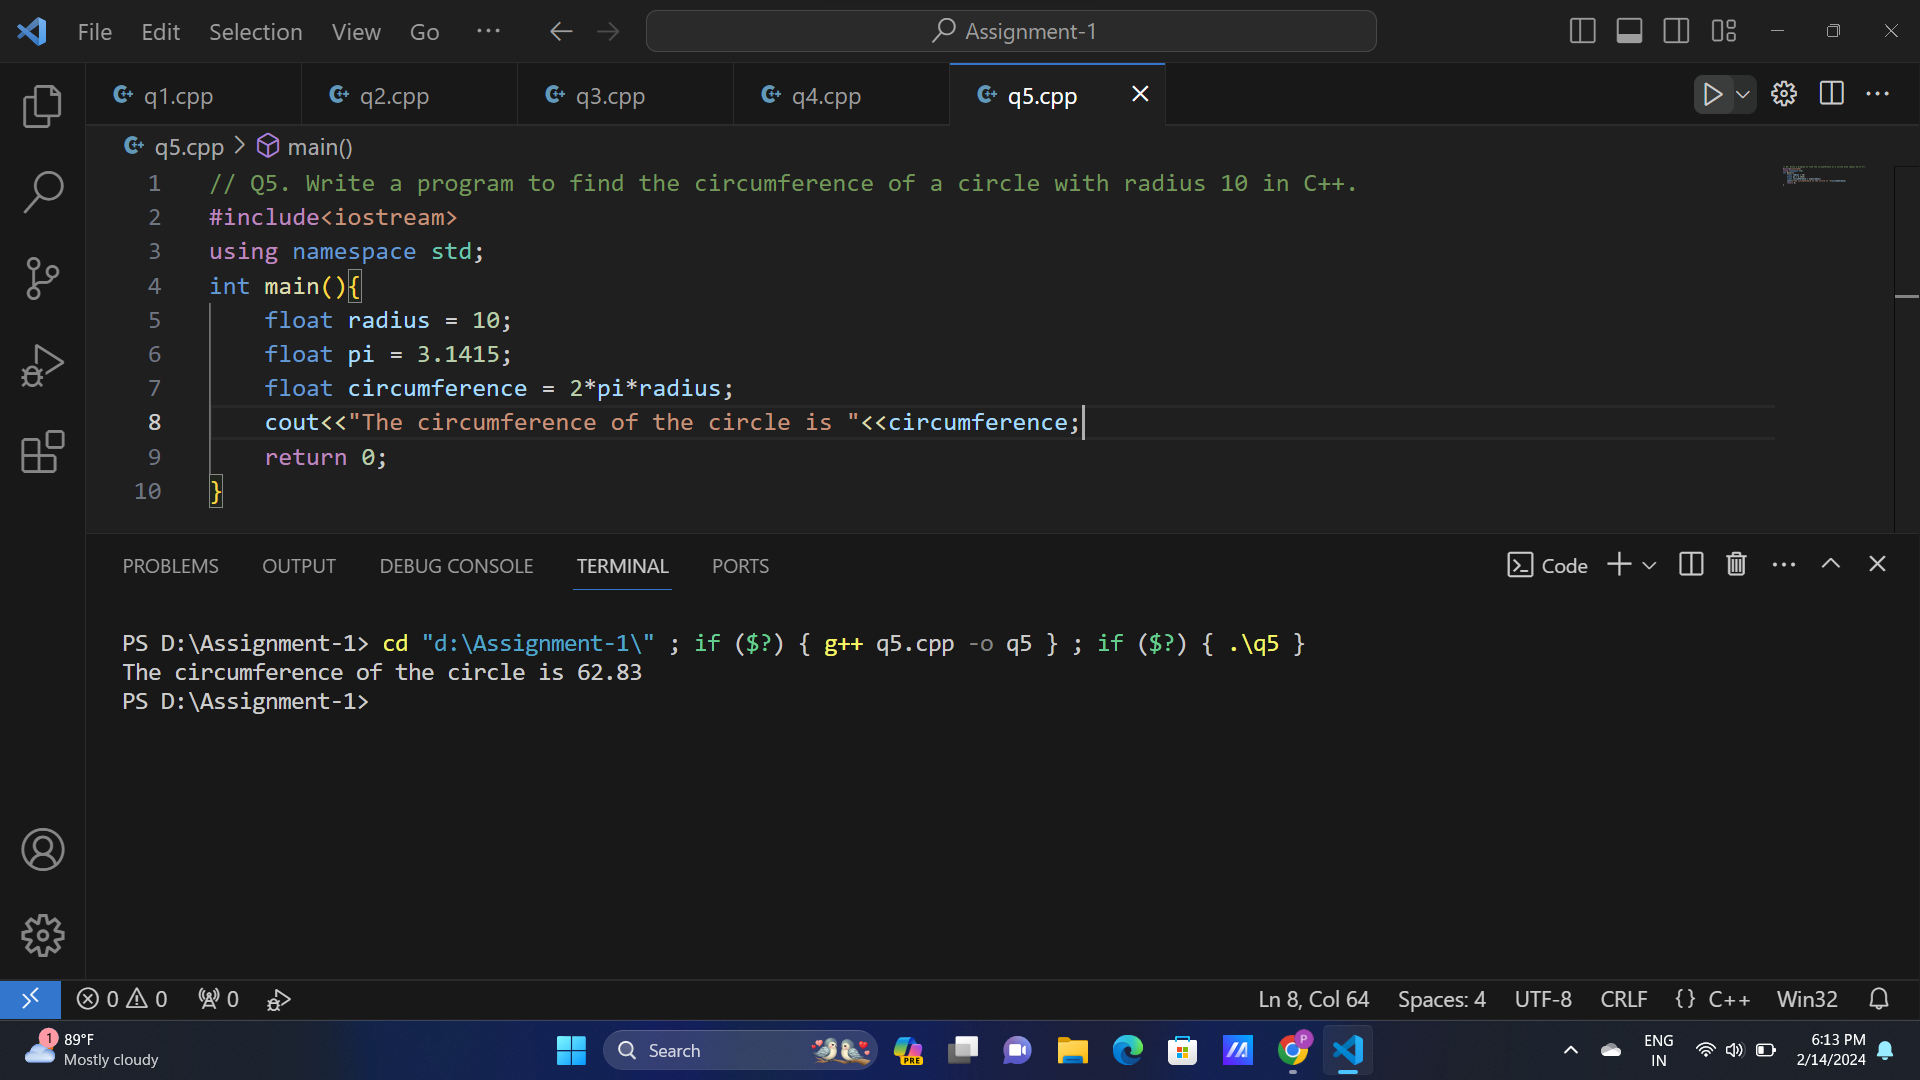 File Edit Selection View Go ... Assignment-1
q1.cpp q2.cpp q3.cpp q4.cpp q5.cpp
q5.cpp > main()
1 // Q5. Write a program to find the circumference of a circle with radius 10 in C++.
2 #include<iostream>
3 using namespace std;
4 int main(){
5 float radius = 10;
6 float pi = 3.1415;
7 float circumference = 2*pi*radius;
8 cout<<"The circumference of the circle is "<<circumference;
9 return 0;
10 }
PROBLEMS OUTPUT DEBUG CONSOLE TERMINAL PORTS Code
PS D:\Assignment-1> cd "d:\Assignment-1\" ; if ($?) { g++ q5.cpp -o q5 } ; if ($?) { .\q5 }
The circumference of the circle is 62.83
PS D:\Assignment-1>
0 0 0 Ln 8, Col 64 Spaces: 4 UTF-8 CRLF {} C++ Win32
1 89°F
Mostly cloudy
Search
PRE
P
ENG
IN
6:13 PM
2/14/2024